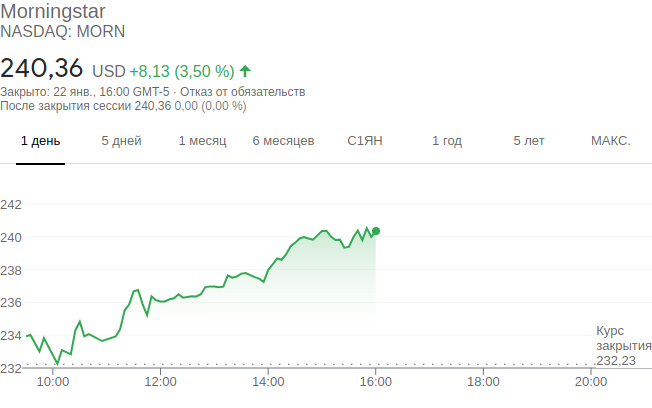 Morningstar
NASDAQ: MORN
240,36 USD +8,13 (3,50 %)
Закрыто: 22 янв., 16:00 GMT-5 · Отказ от обязательств
После закрытия сессии 240,36 0,00 (0,00 %)
1 день 5 дней 1 месяц 6 месяцев С1ЯН 1 год 5 лет МАКС.
242
240
238
236
234
Курс
закрытия
232,23
232
10:00 12:00 14:00 16:00 18:00 20:00